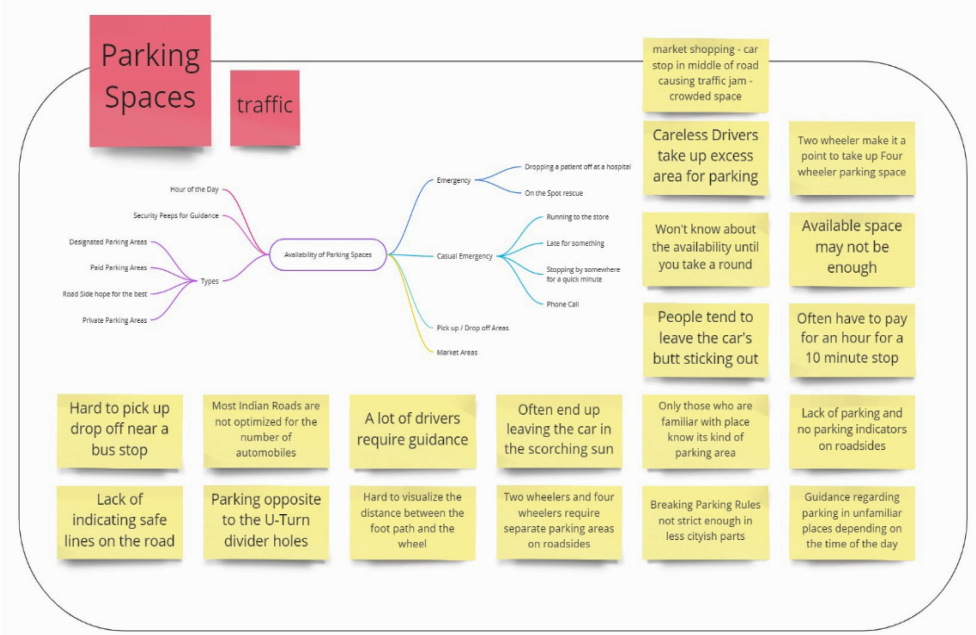 Parking
Spaces
traffic
Hour of the Day
Security Peeps for Guidance
Designated Parking Areas
Paid Parking Areas
Road Side hope for the best
Private Parking Areas
Types
Availability of Parking Spaces
Emergency
Dropping a patient off at a hospital
On the Spot rescue
Casual Emergency
Running to the store
Late for something
Stopping by somewhere
for a quick minute
Phone Call
Pick up / Drop off Areas
Market Areas
market shopping - car
stop in middle of road
causing traffic jam -
crowded space
Careless Drivers
take up excess
area for parking
Two wheeler make it a
point to take up Four
wheeler parking space
Won't know about
the availability until
you take a round
Available space
may not be
enough
People tend to
leave the car's
butt sticking out
Often have to pay
for an hour for a
10 minute stop
Hard to pick up
drop off near a
bus stop
Most Indian Roads are
not optimized for the
number of
automobiles
A lot of drivers
require guidance
Often end up
leaving the car in
the scorching sun
Only those who are
familiar with place
know its kind of
parking area
Lack of parking and
no parking indicators
on roadsides
Lack of
indicating safe
lines on the road
Parking opposite
to the U-Turn
divider holes
Hard to visualize the
distance between the
foot path and the
wheel
Two wheelers and four
wheelers require
separate parking areas
on roadsides
Breaking Parking Rules
not strict enough in
less cityish parts
Guidance regarding
parking in unfamiliar
places depending on
the time of the day